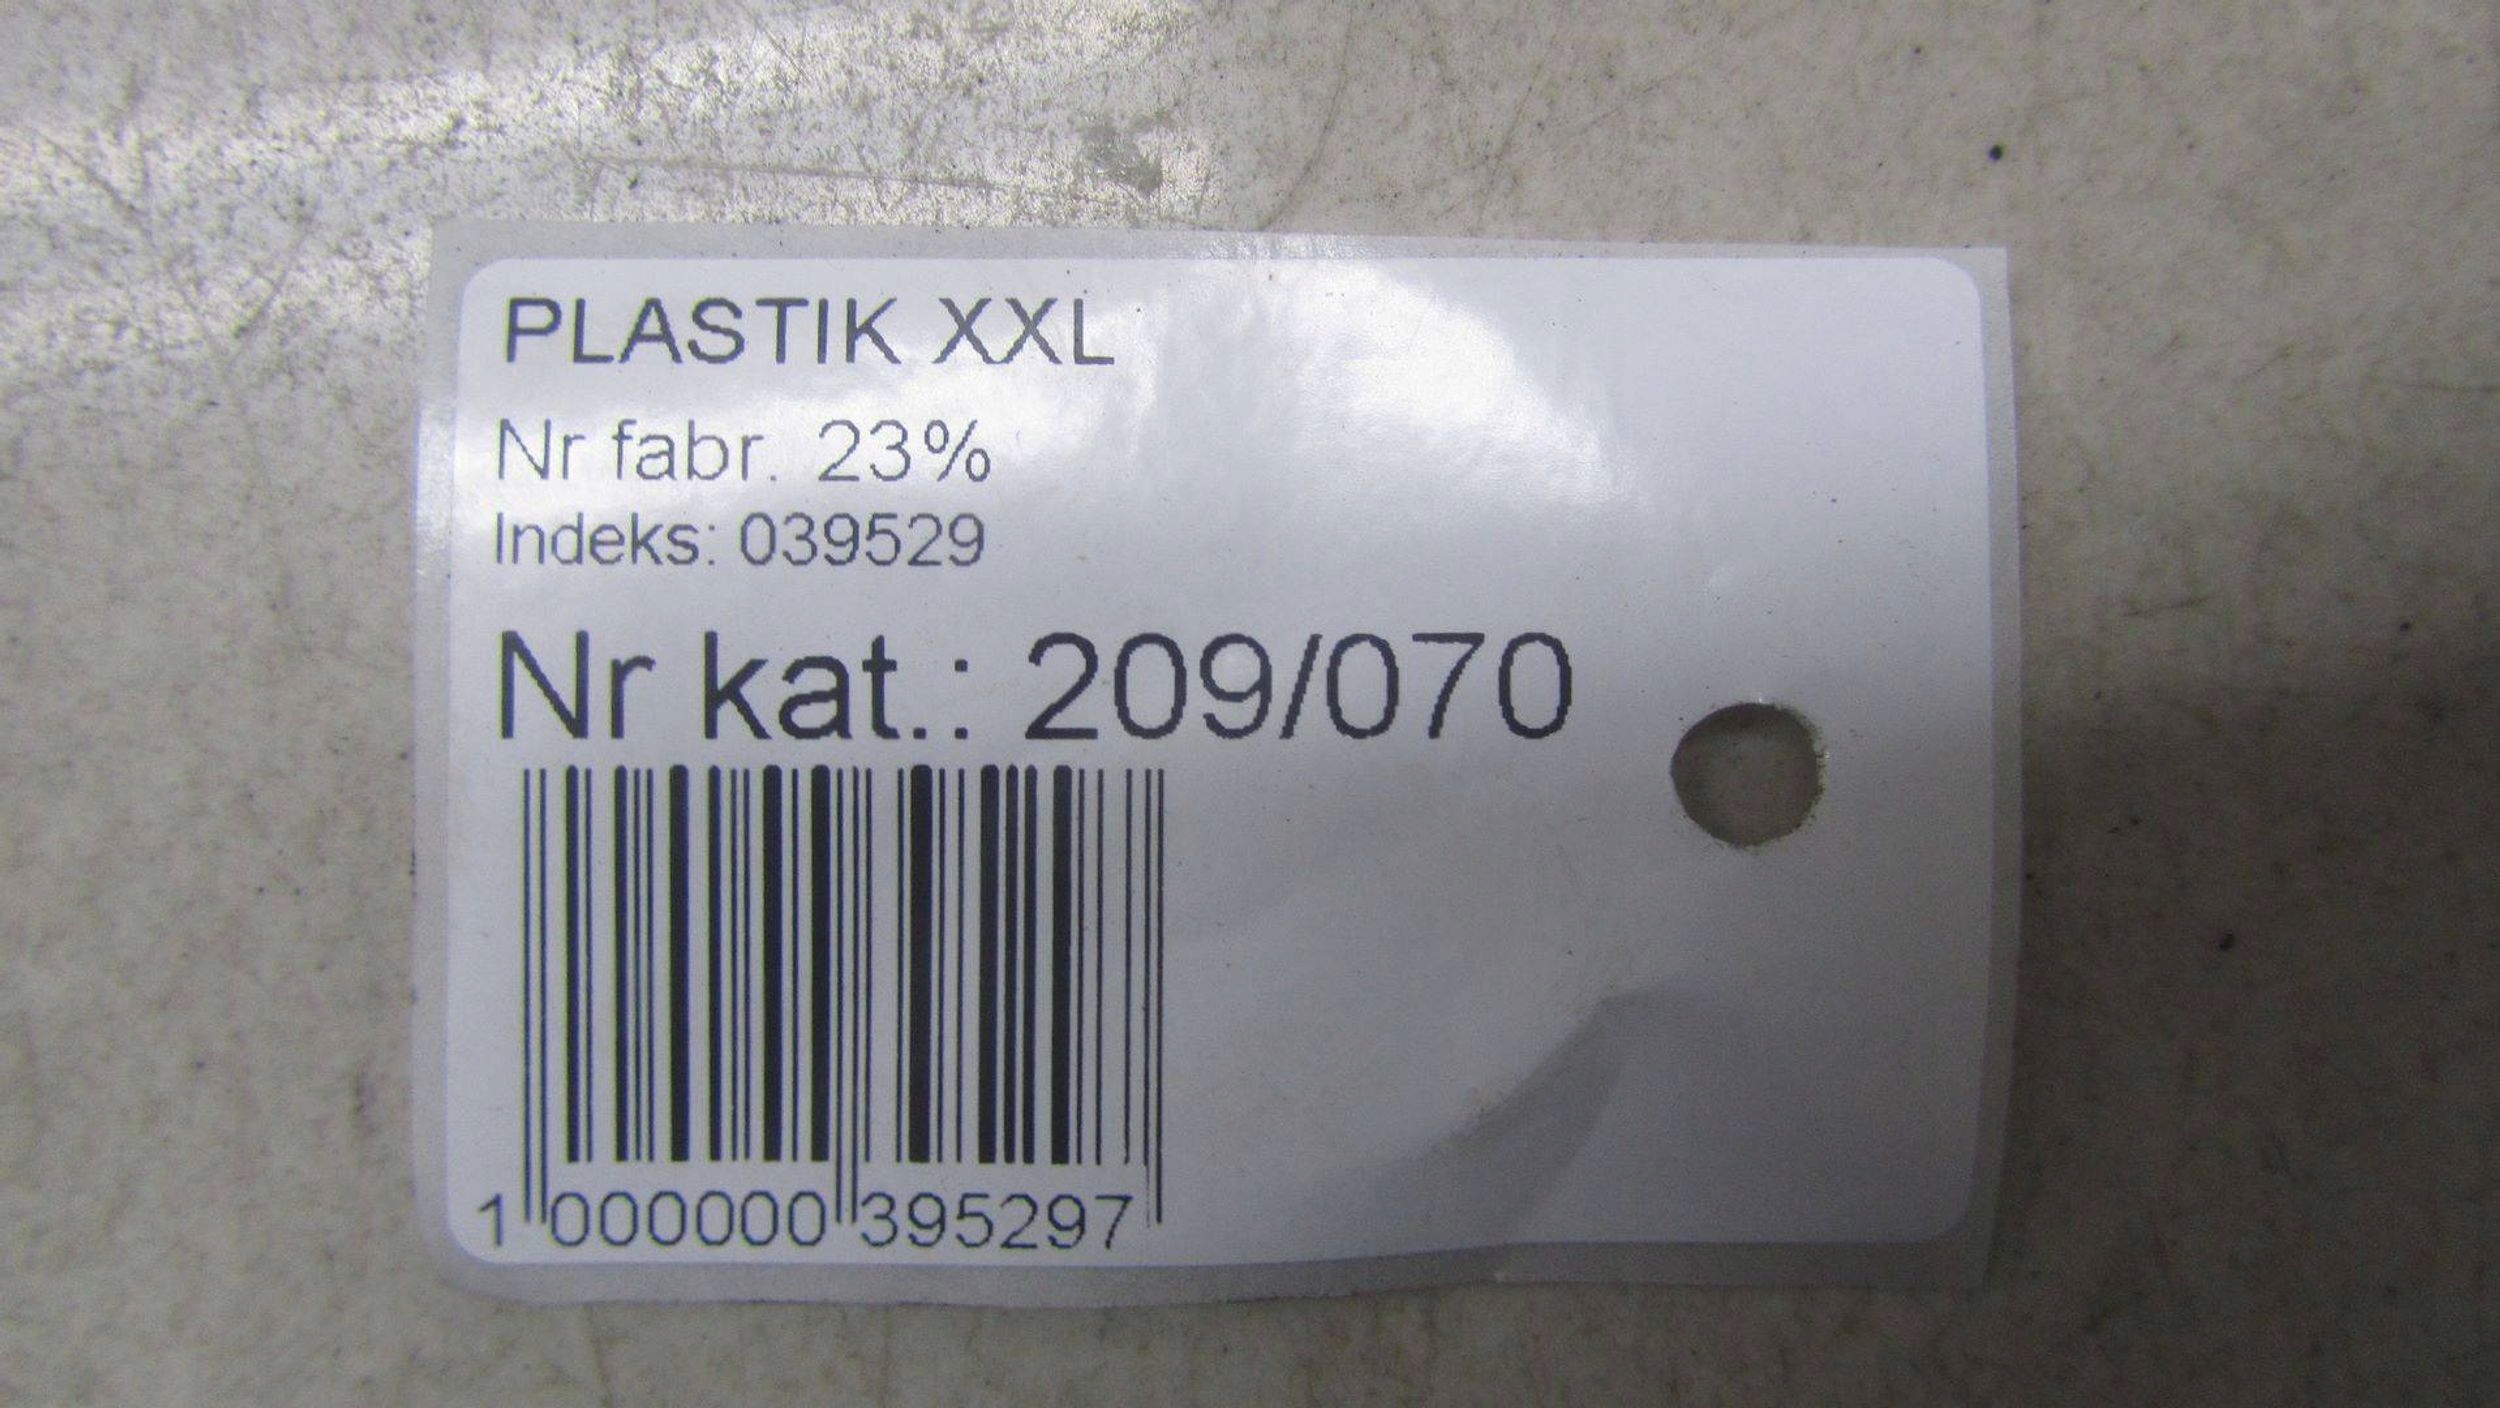 PLASTIK XXL
Nr fabr. 23%
Indeks: 039529
Nr kat.: 209/070
1 000000 395297